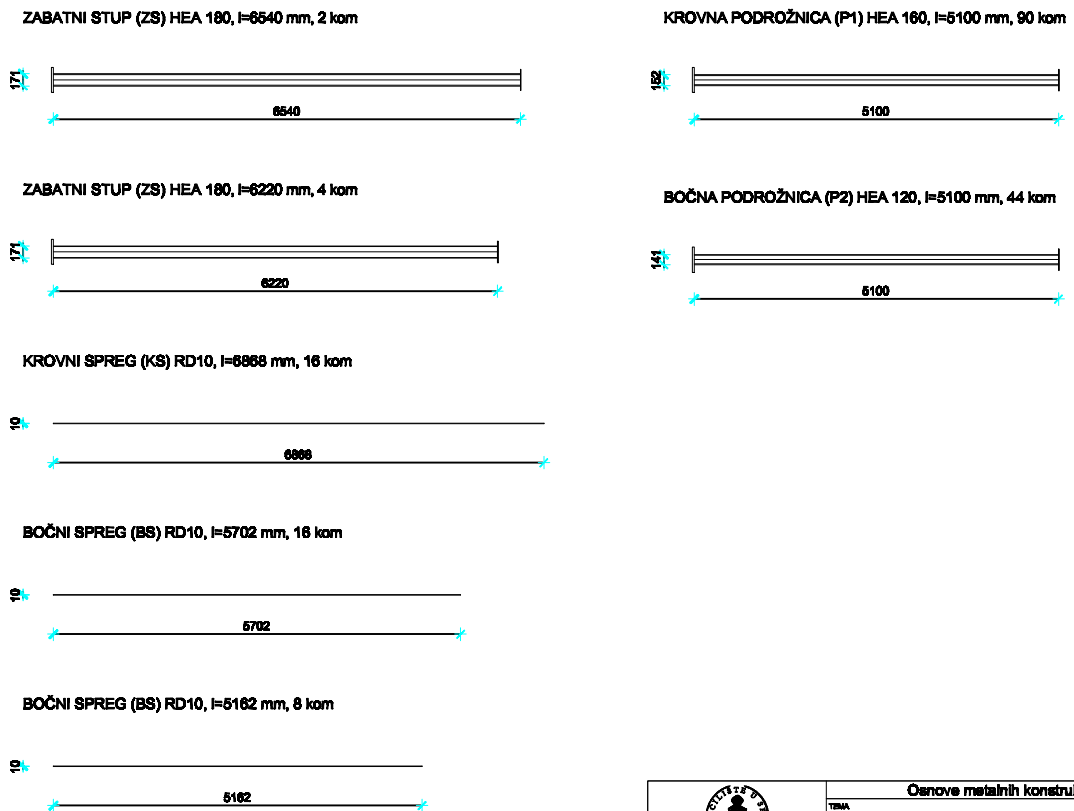 ZABATNI STUP (ZS) HEA 180, l=6540 mm, 2 kom
171
6540
ZABATNI STUP (ZS) HEA 180, l=6220 mm, 4 kom
171
6220
KROVNI SPREG (KS) RD10, l=6868 mm, 16 kom
10
6868
BOČNI SPREG (BS) RD10, l=5702 mm, 16 kom
10
5702
BOČNI SPREG (BS) RD10, l=5162 mm, 8 kom
10
5162
KROVNA PODROŽNICA (P1) HEA 160, l=5100 mm, 90 kom
152
5100
BOČNA PODROŽNICA (P2) HEA 120, l=5100 mm, 44 kom
141
5100
Osnove metalnih konstru
TEMA